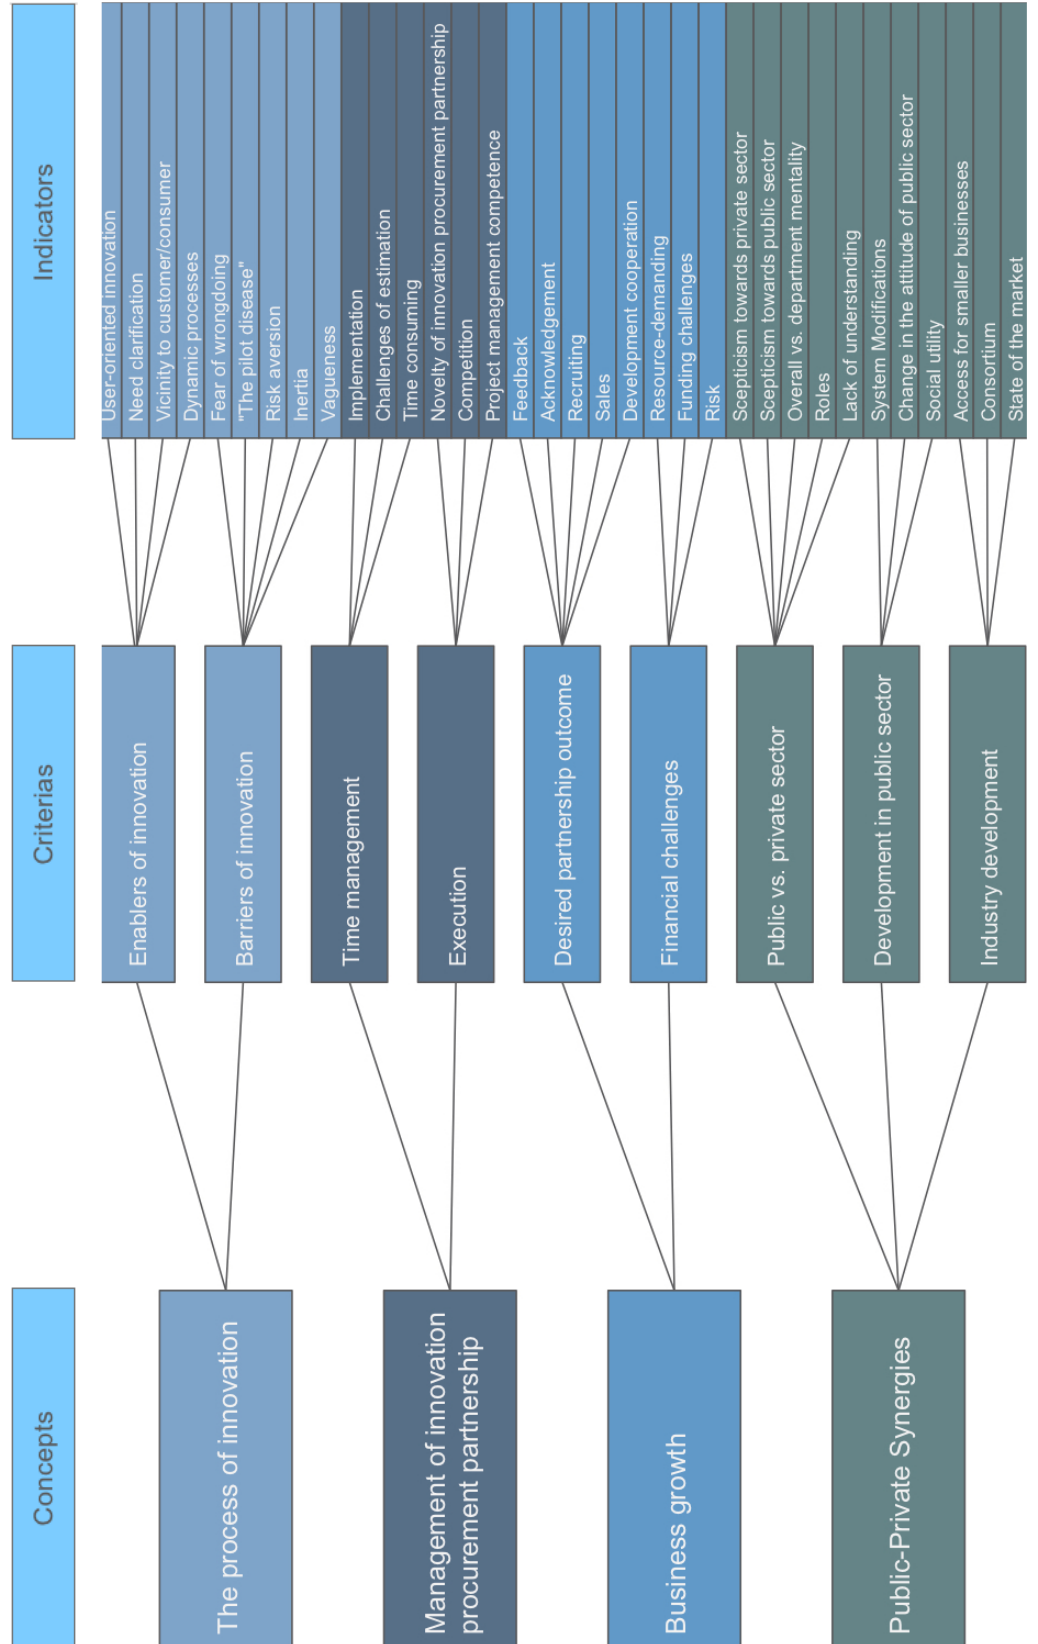 Concepts
Criterias
Indicators
The process of innovation
Management of innovation
procurement partnership
Business growth
Public-Private Synergies
Enablers of innovation
Barriers of innovation
Time management
Execution
Desired partnership outcome
Financial challenges
Public vs. private sector
Development in public sector
Industry development
User-oriented innovation
Need clarification
Vicinity to customer/consumer
Dynamic processes
Fear of wrongdoing
"The pilot disease"
Risk aversion
Inertia
Vagueness
Implementation
Challenges of estimation
Time consuming
Novelty of innovation procurement partnership
Competition
Project management competence
Feedback
Acknowledgement
Recruiting
Sales
Development cooperation
Resource-demanding
Funding challenges
Risk
Scepticism towards private sector
Scepticism towards public sector
Overall vs. department mentality
Roles
Lack of understanding
System Modifications
Change in the attitude of public sector
Social utility
Access for smaller businesses
Consortium
State of the market